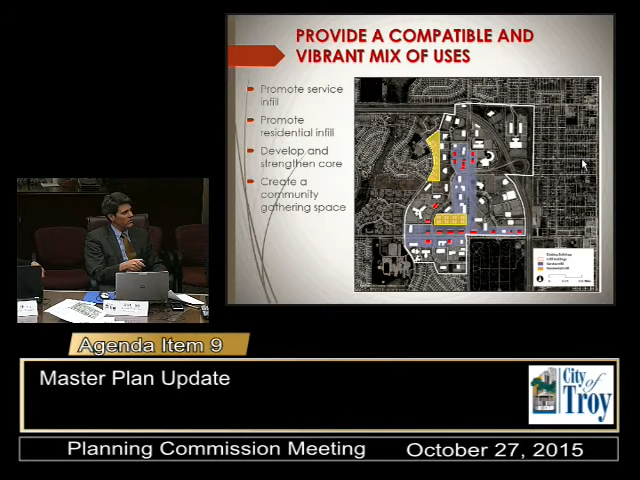 PROVIDE A COMPATIBLE AND
VIBRANT MIX OF USES
Promote service
infill
Promote
residential infill
Develop and
strengthen core
Create a
community
gathering space
Agenda Item 9
Master Plan Update
City
of
Troy
Planning Commission Meeting October 27, 2015